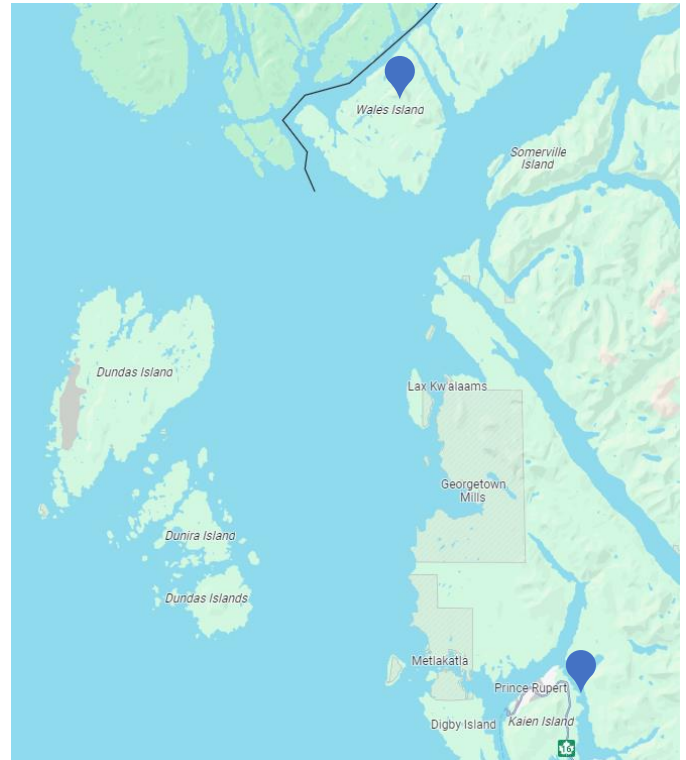 Wales Island
Somerville
Island
Dundas Island
Lax Kw'alaams
Georgetown
Mills
Dunira Island
Dundas Islands
Metlakatla
Prince Rupert
Digby Island
Kaien Island
16